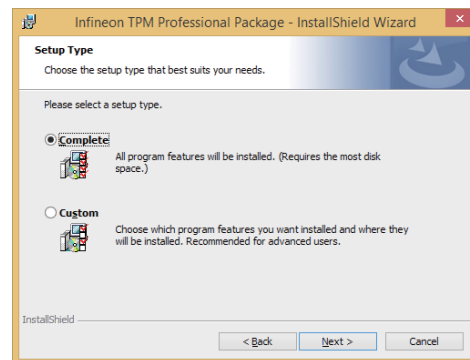 Infineon TPM Professional Package - InstallShield Wizard
Setup Type
Choose the setup type that best suits your needs.
Please select a setup type.
Complete
All program features will be installed. (Requires the most disk
space.)
Custom
Choose which program features you want installed and where they
will be installed. Recommended for advanced users.
InstallShield
< Back
Next >
Cancel